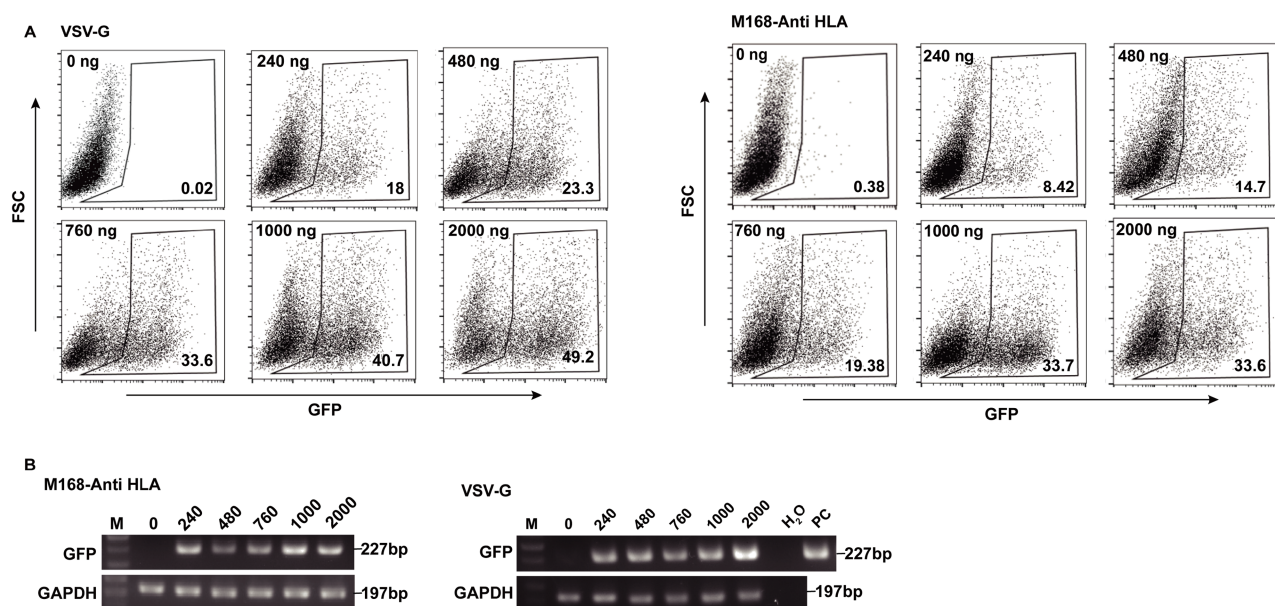 A VSV-G
M168-Anti HLA
0 ng 240 ng 480 ng
0.02 18 23.3
760 ng 1000 ng 2000 ng
33.6 40.7 49.2
FSC
GFP
0 ng 240 ng 480 ng
0.38 8.42 14.7
760 ng 1000 ng 2000 ng
19.38 33.7 33.6
FSC
GFP
B
M168-Anti HLA
M 0 240 480 760 1000 2000
GFP 227bp
GAPDH 197bp
VSV-G
M 0 240 480 760 1000 2000 H₂O PC
GFP 227bp
GAPDH 197bp